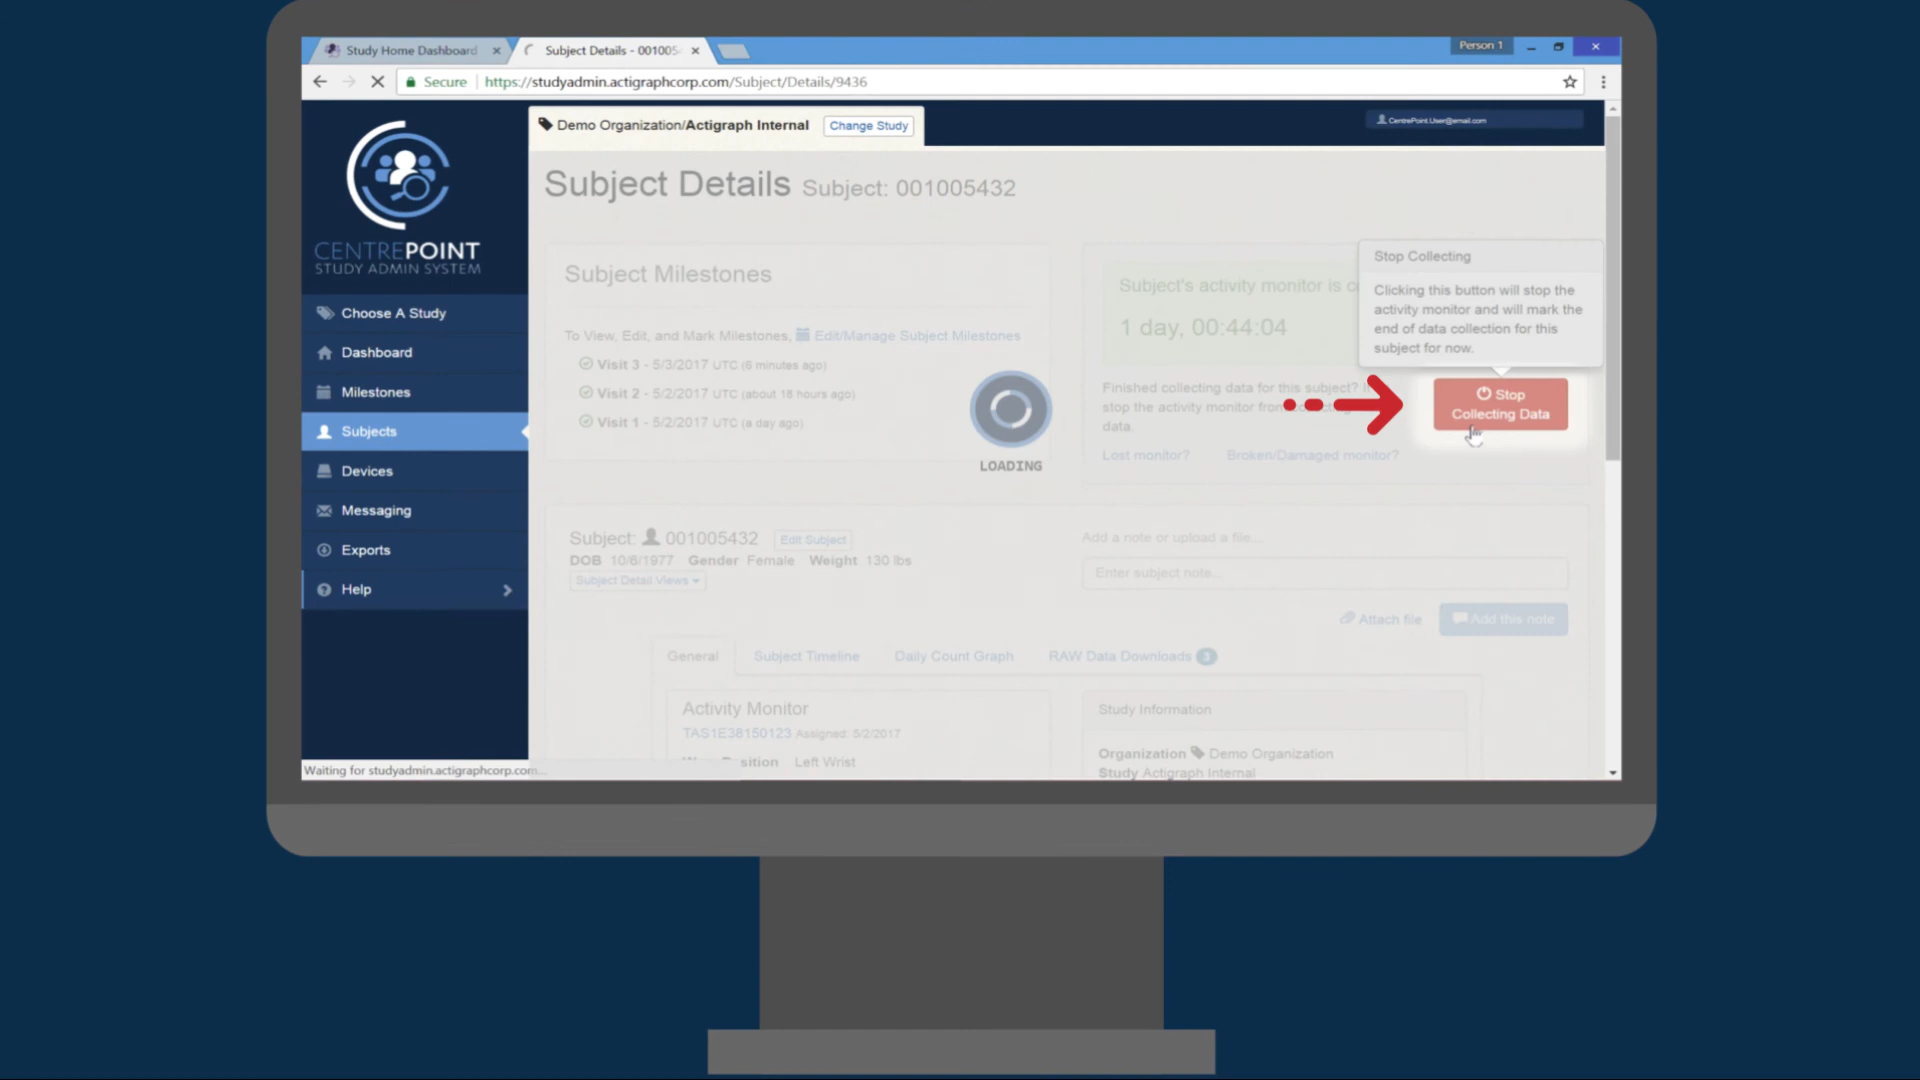 Study Home Dashboard
Subject Details - 001005
Person 1
Secure
https://studyadmin.actigraphcorp.com/Subject/Details/9436
Demo Organization/Actigraph Internal
Change Study
CentrePoint.User@email.com
CENTREPOINT
STUDY ADMIN SYSTEM
Choose A Study
Dashboard
Milestones
Subjects
Devices
Messaging
Exports
Help
Subject Details Subject: 001005432
Subject Milestones
To View, Edit, and Mark Milestones, Edit/Manage Subject Milestones
Visit 3 - 5/3/2017 UTC (6 minutes ago)
Visit 2 - 5/2/2017 UTC (about 18 hours ago)
Visit 1 - 5/2/2017 UTC (a day ago)
LOADING
Subject's activity monitor is
1 day, 00:44:04
Stop Collecting
Clicking this button will stop the
activity monitor and will mark the
end of data collection for this
subject for now.
Finished collecting data for this subject?
stop the activity monitor from
data.
Stop
Collecting Data
Lost monitor?
Broken/Damaged monitor?
Subject: 001005432
Edit Subject
DOB 10/6/1977 Gender Female Weight 130 lbs
Subject Detail Views
Add a note or upload a file...
Enter subject note...
Attach file
Add this note
General
Subject Timeline
Daily Count Graph
RAW Data Downloads 3
Activity Monitor
TAS1E38150123 Assigned: 5/2/2017
Left Wrist
Study Information
Organization Demo Organization
Study Actigraph Internal
Waiting for studyadmin.actigraphcorp.com...